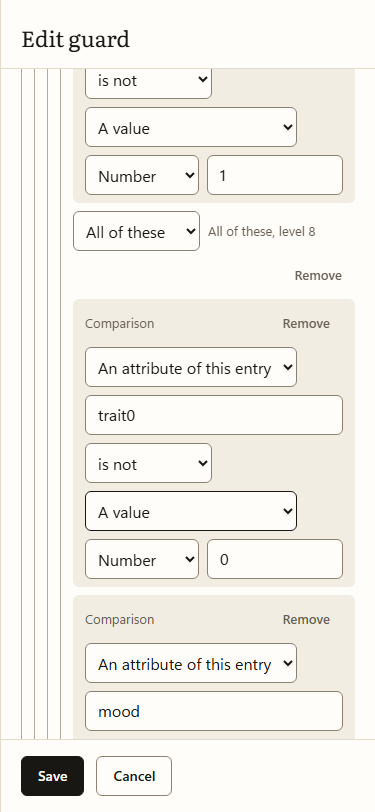 Edit guard
is not
A value
Number 1
All of these All of these, level 8
Remove
Comparison Remove
An attribute of this entry
trait0
is not
A value
Number 0
Comparison Remove
An attribute of this entry
mood
Save Cancel